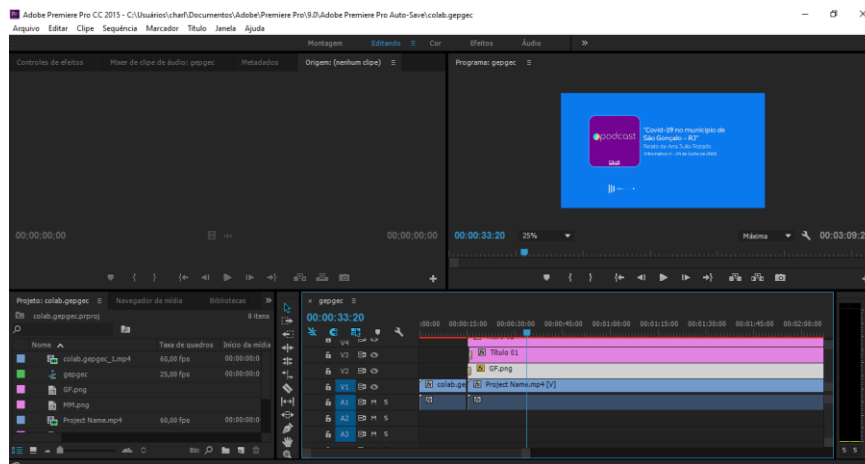 Adobe Premiere Pro CC 2015 - C:\Usuários\charl\Documentos\Adobe\Premiere Pro\9.0\Adobe Premiere Pro Auto-Save\colab.gepgec
Arquivo Editar Clipe Sequência Marcador Título Janela Ajuda
Montagem Editando Cor Efeitos Áudio
Controles de efeitos Mixer de clipe de áudio: gepgec Metadados Origem: (nenhum clipe) Programa: gepgec
podcast
"Covid-19 no município de
São Gonçalo – RJ"
00;00;00;00 00;00;00;00 00:00:33:20 25% Máxima 00:03:09:2
Projeto: colab.gepgec Navegador de mídia Bibliotecas
colab.gepgec.prproj 8 itens
Nome Taxa de quadros Início da mídia
colab.gepgec_1.mp4 60,00 fps 00:00:00:0
gepgec 25,00 fps 00:00:00:0
GF.png
MM.png
Project Name.mp4 60,00 fps 00:00:00:0
gepgec
00:00:33:20
:00:00 00:00:15:00 00:00:30:00 00:00:45:00 00:01:00:00 00:01:15:00 00:01:30:00 00:01:45:00 00:02:00:00
V4
V3 Título 01
V2 GF.png
V1 colab.ge Project Name.mp4 [V]
A1 M S
A2 M S
A3 M S
S S